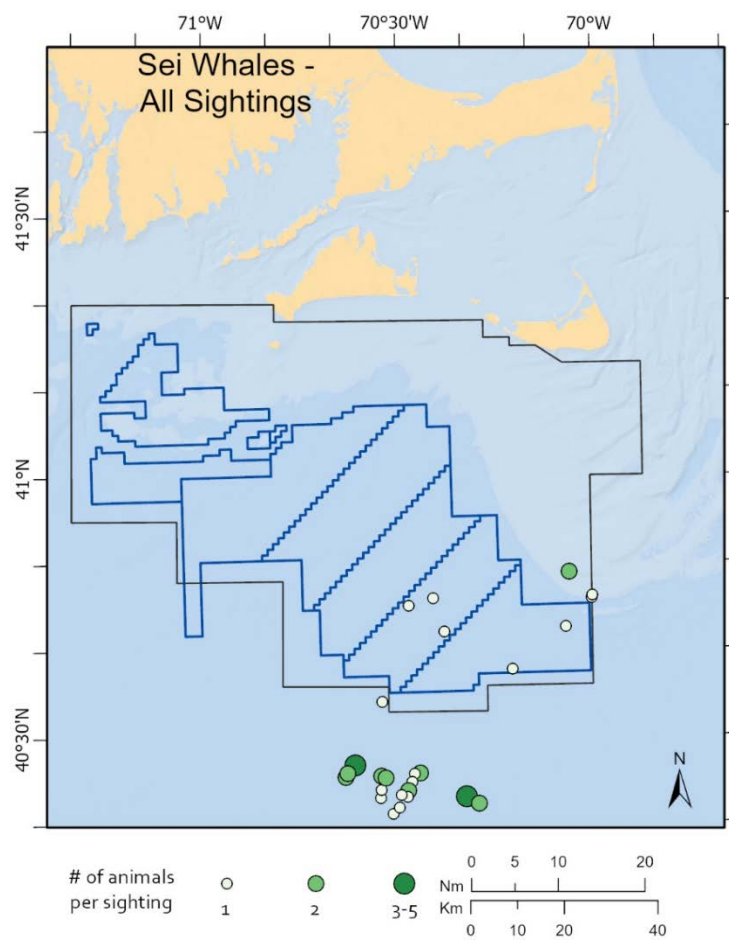 71°W 70°30'W 70°W
Sei Whales -
All Sightings
41°30'N
41°N
40°30'N
N
# of animals
per sighting
1 2 3-5
Nm
0 5 10 20
Km
0 10 20 40